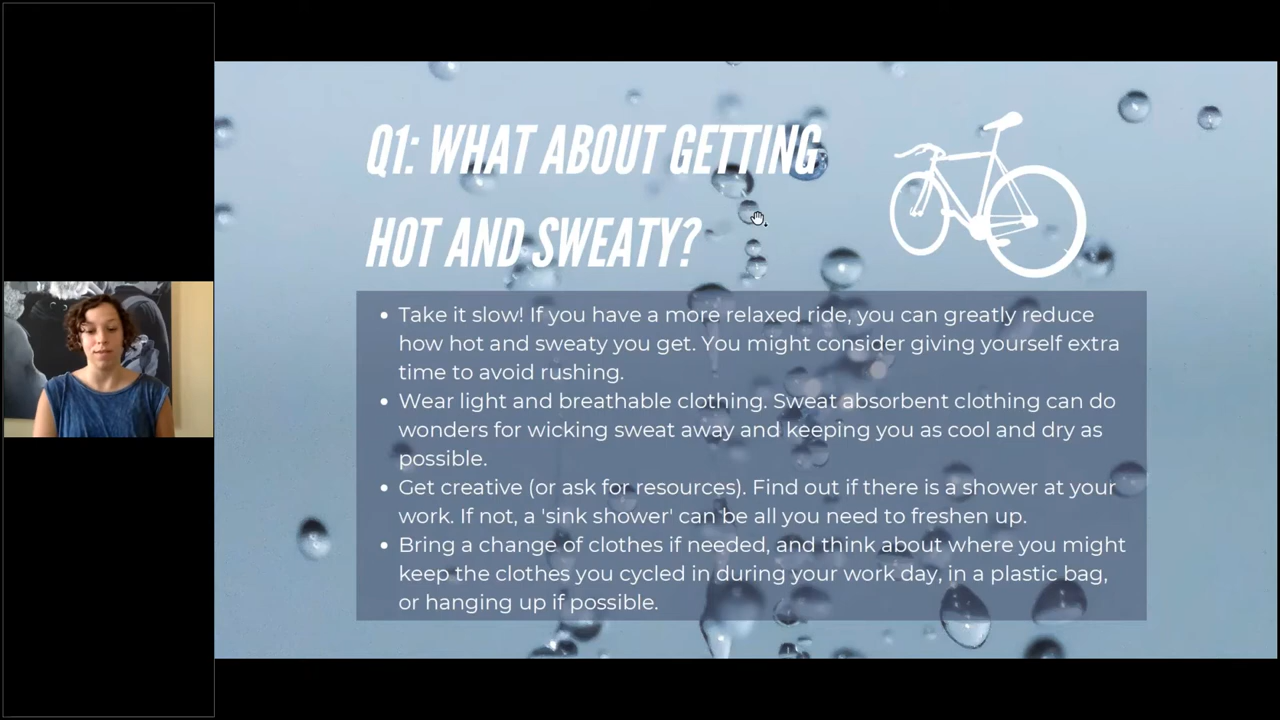 Q1: WHAT ABOUT GETTING
HOT AND SWEATY?
• Take it slow! If you have a more relaxed ride, you can greatly reduce
how hot and sweaty you get. You might consider giving yourself extra
time to avoid rushing.
• Wear light and breathable clothing. Sweat absorbent clothing can do
wonders for wicking sweat away and keeping you as cool and dry as
possible.
• Get creative (or ask for resources). Find out if there is a shower at your
work. If not, a 'sink shower' can be all you need to freshen up.
• Bring a change of clothes if needed, and think about where you might
keep the clothes you cycled in during your work day, in a plastic bag,
or hanging up if possible.